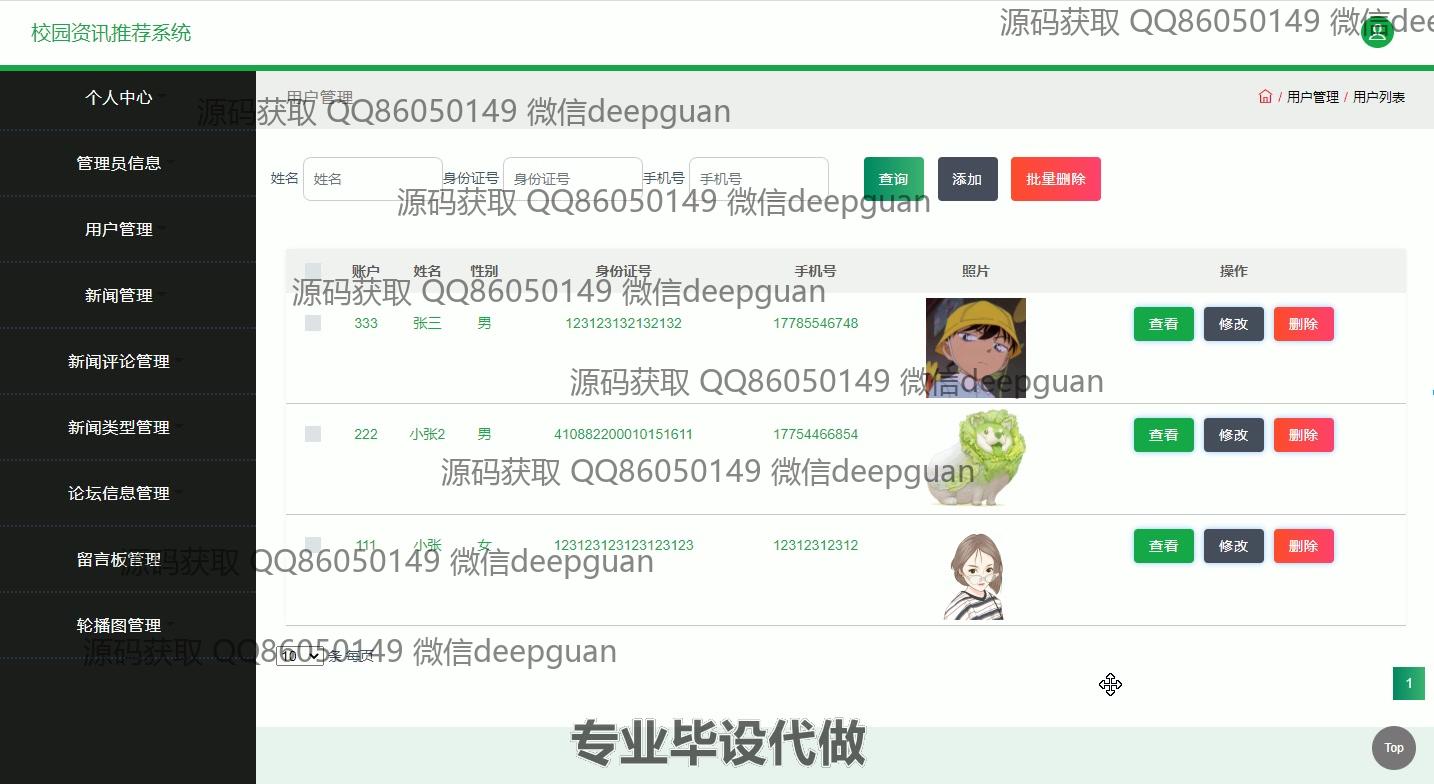 校园资讯推荐系统
源码获取 QQ86050149 微信dee
个人中心
用户管理
/ 用户管理 / 用户列表
源码获取 QQ86050149 微信deepguan
管理员信息
姓名 姓名 身份证号 身份证号 手机号 手机号 查询 添加 批量删除
源码获取 QQ86050149 微信deepguan
用户管理
账户 姓名 性别 身份证号 手机号 照片 操作
源码获取 QQ86050149 微信deepguan
新闻管理
333 张三 男 123123132132132 17785546748 查看 修改 删除
新闻评论管理
源码获取 QQ86050149 微信deepguan
新闻类型管理
222 小张2 男 410882200010151611 17754466854 查看 修改 删除
源码获取 QQ86050149 微信deepguan
论坛信息管理
111 小张 女 123123123123123123 12312312312 查看 修改 删除
留言板管理
源码获取 QQ86050149 微信deepguan
轮播图管理
源码获取 QQ86050149 微信deepguan
10 条 每页
1
专业毕设代做
Top